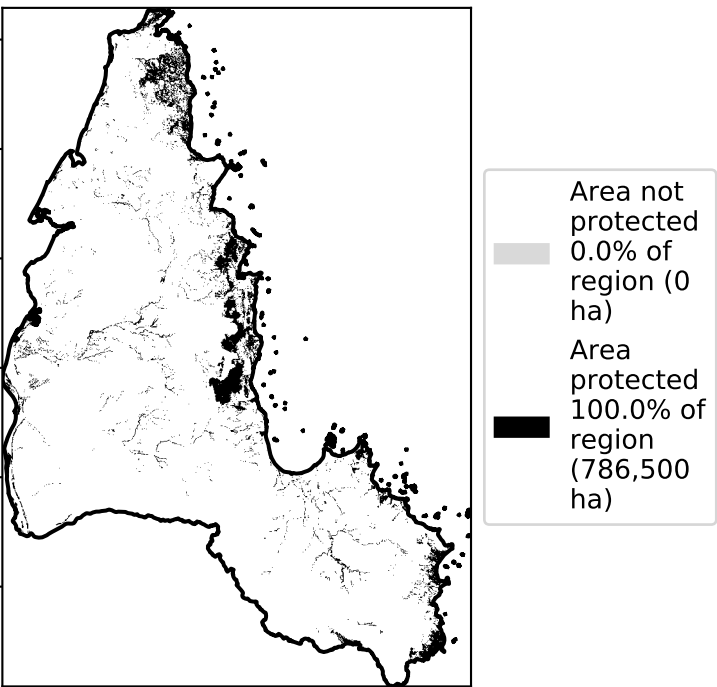 Area not
protected
0.0% of
region (0
ha)
Area
protected
100.0% of
region
(786,500
ha)